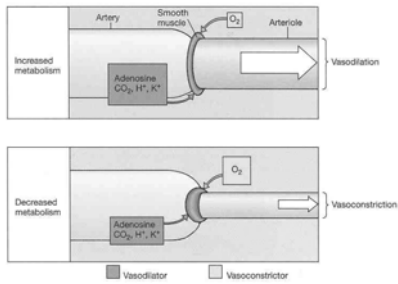 Artery
Smooth
muscle
O₂
Arteriole
Increased
metabolism
Adenosine
CO₂, H⁺, K⁺
Vasodilation
O₂
Decreased
metabolism
Adenosine
CO₂, H⁺, K⁺
Vasoconstriction
Vasodilator
Vasoconstrictor